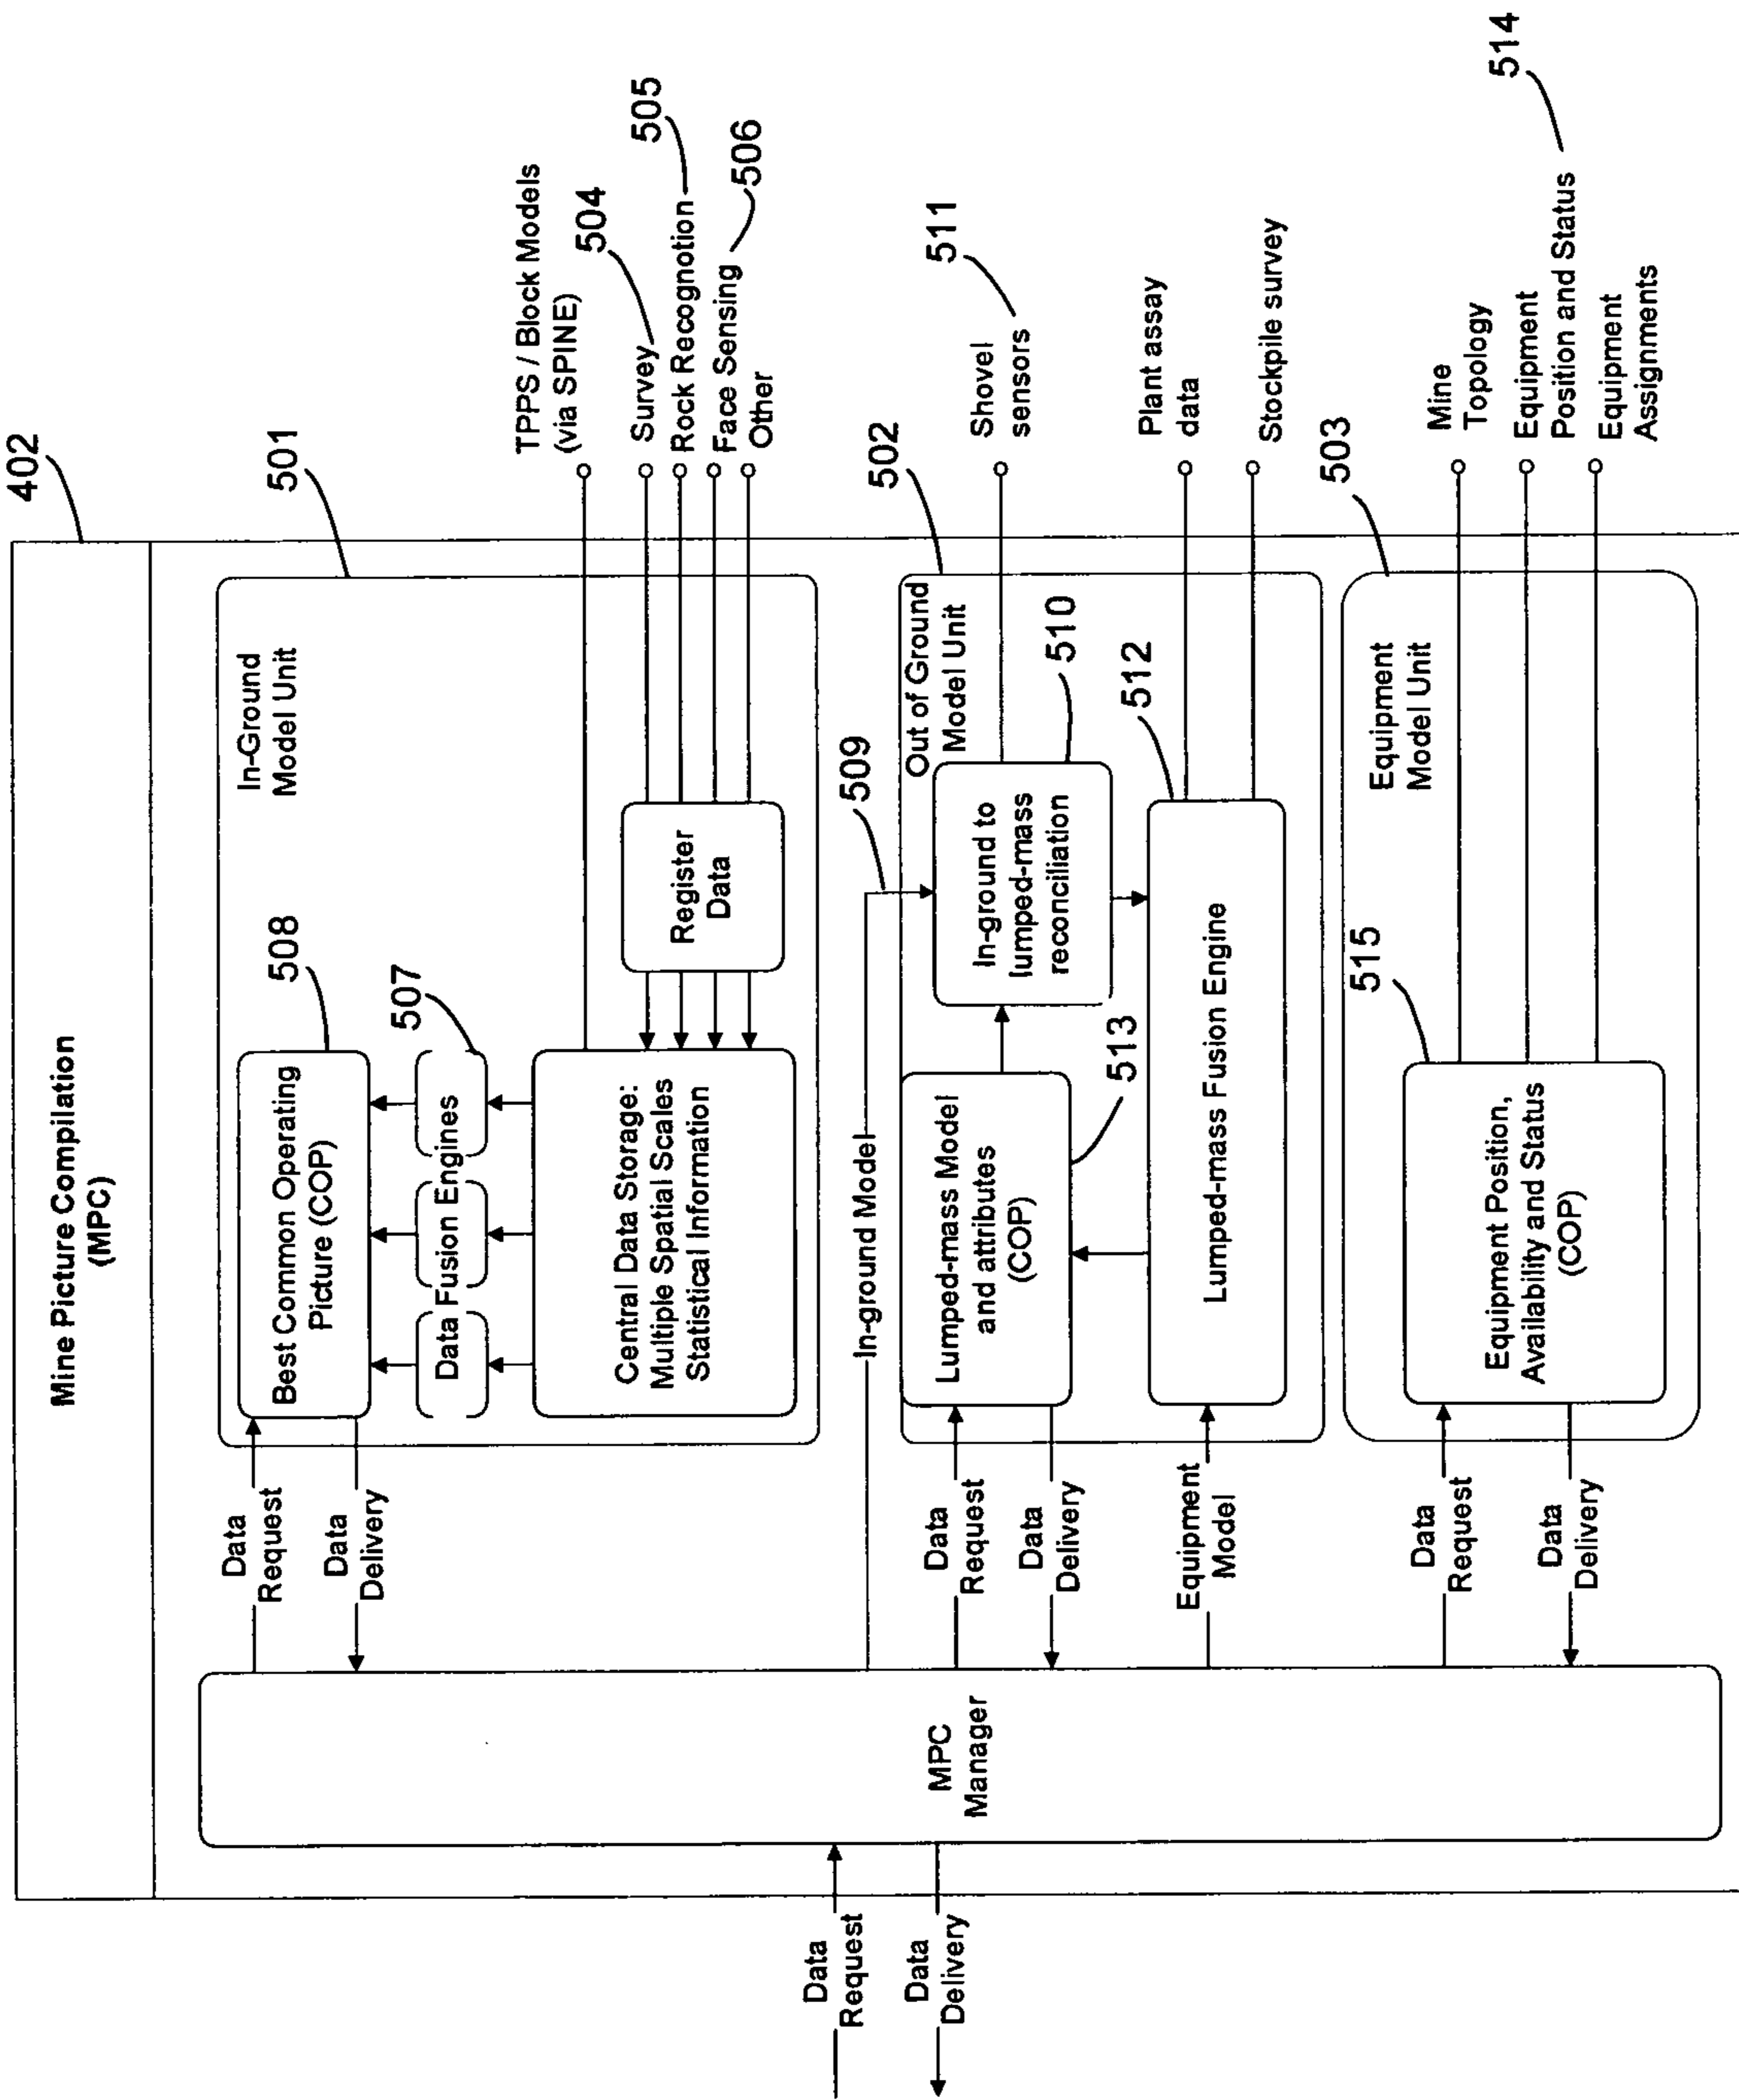 Mine Picture Compilation
(MPC)
402
Data
Request
Data
Delivery
MPC
Manager
Data
Request
Data
Delivery
In-Ground
Model Unit
501
Best Common Operating
Picture (COP)
508
Data Fusion Engines
507
Central Data Storage:
Multiple Spatial Scales
Statistical Information
Register
Data
TPPS / Block Models
(via SPINE)
504
Survey
505
Rock Recognotion
506
Face Sensing
Other
In-ground Model
509
Data
Request
Data
Delivery
Equipment
Model
Out of Ground
Model Unit
502
Lumped-mass Model
and attributes
(COP)
513
In-ground to
lumped-mass
reconciliation
510
Lumped-mass Fusion Engine
512
511
Shovel
sensors
Plant assay
data
Stockpile survey
Data
Request
Data
Delivery
Equipment
Model Unit
503
Equipment Position,
Availability and Status
(COP)
515
Mine
Topology
Equipment
Position and Status
514
Equipment
Assignments